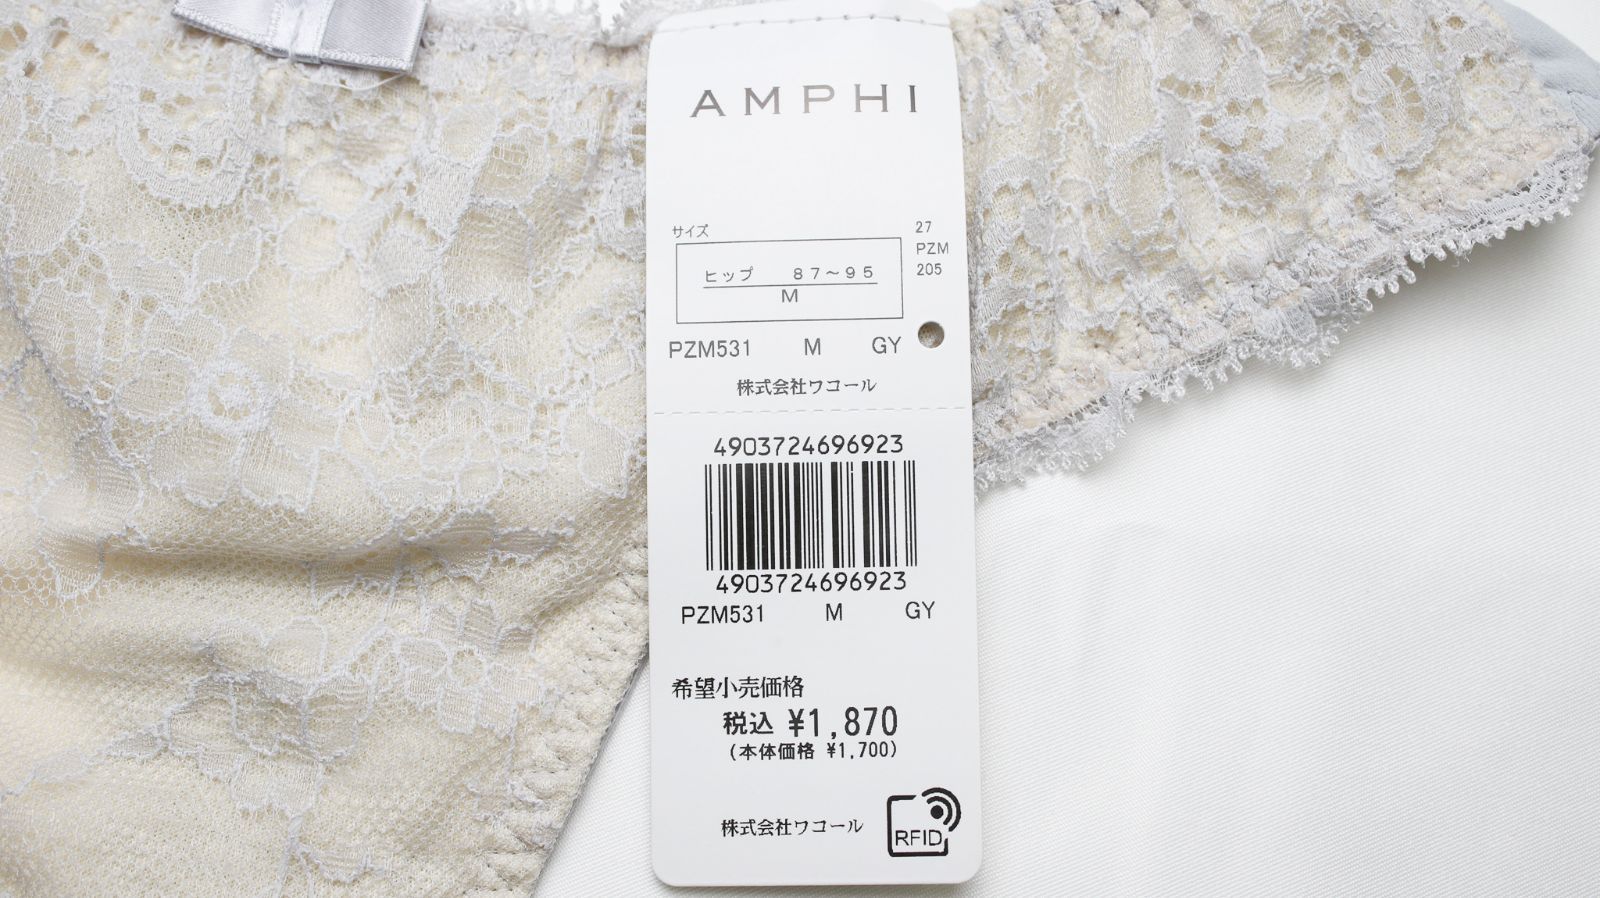 AMPHI
サイズ
ヒップ 87～95
M
27
PZM
205
PZM531 M GY
株式会社ワコール
4903724696923
4903724696923
PZM531 M GY
希望小売価格
税込 ¥1,870
(本体価格 ¥1,700)
株式会社ワコール
RFID